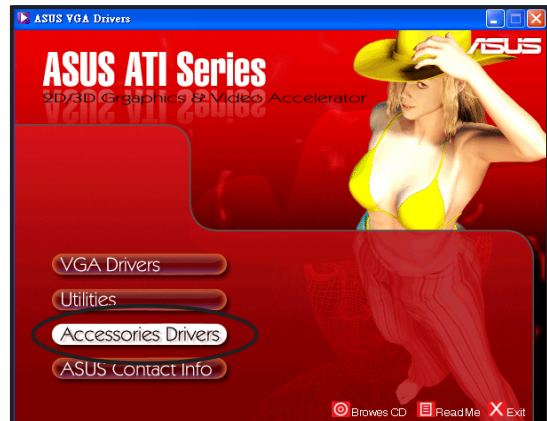 ASUS VGA Drivers
ASUS
ASUS ATI Series
2D/3D Grgaphics & Video Accelerator
VGA Drivers
Utilities
Accessories Drivers
ASUS Contact Info
Browes CD ReadMe X Exit